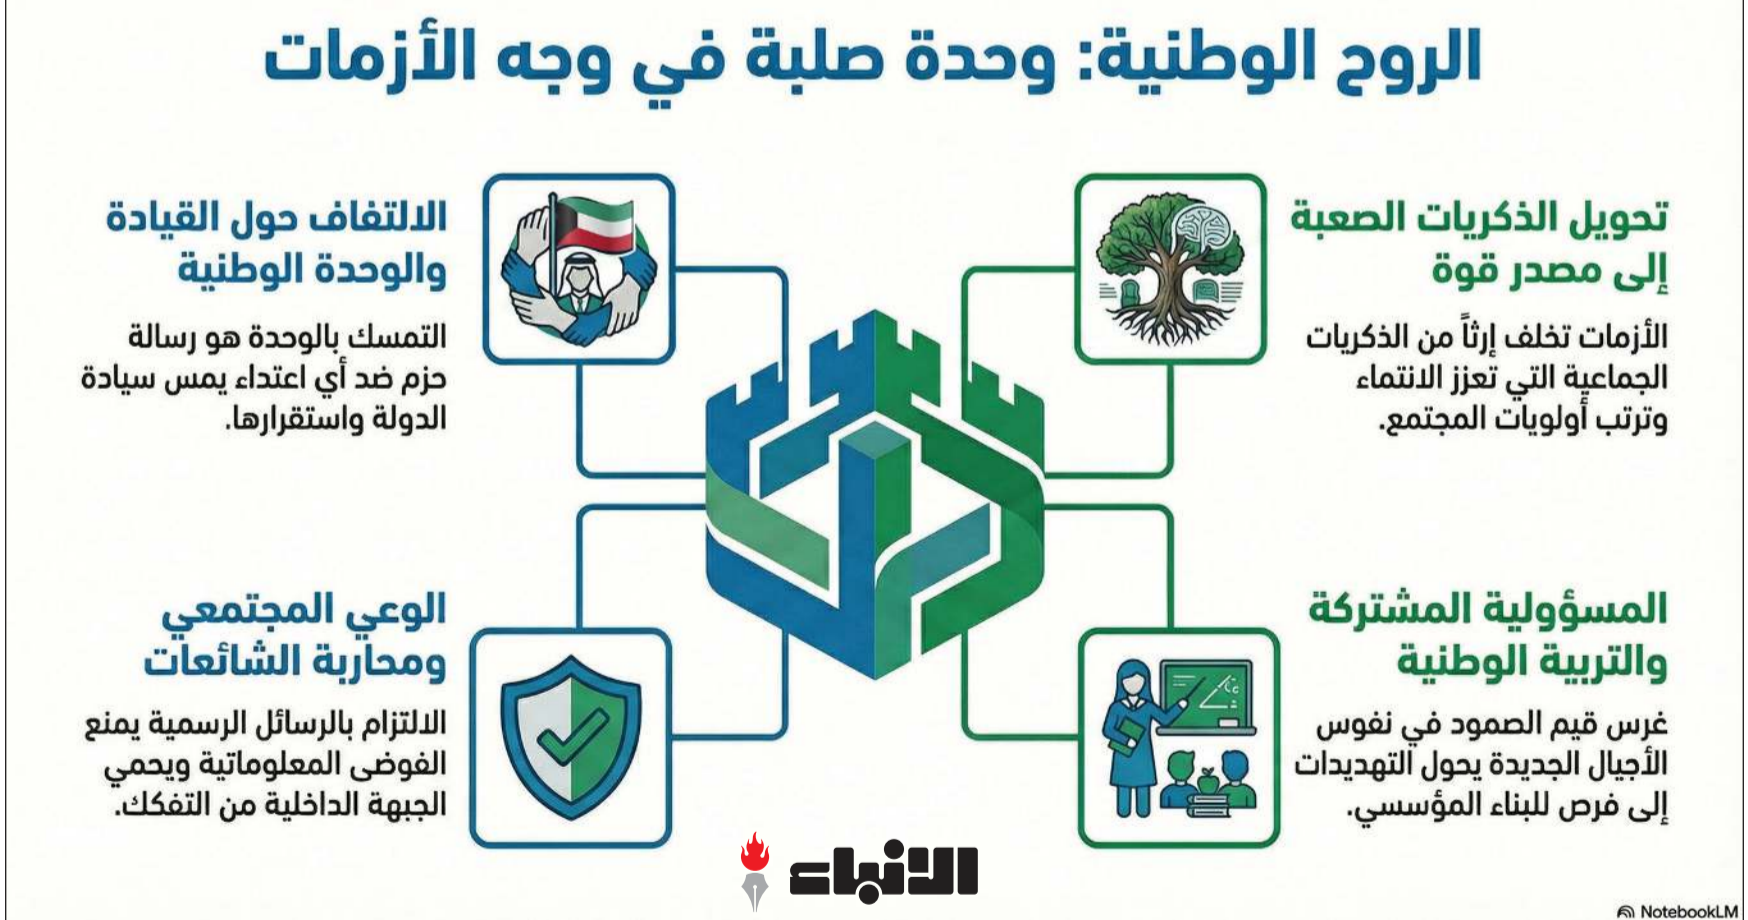 الروح الوطنية: وحدة صلبة في وجه الأزمات
تحويل الذكريات الصعبة
إلى مصدر قوة
الأزمات تخلف إرثاً من الذكريات
الجماعية التي تعزز الانتماء
وترتب أولويات المجتمع.
الالتفاف حول القيادة
والوحدة الوطنية
التمسك بالوحدة هو رسالة
حزم ضد أي اعتداء يمس سيادة
الدولة واستقرارها.
المسؤولية المشتركة
والتربية الوطنية
غرس قيم الصمود في نفوس
الأجيال الجديدة يحول التهديدات
إلى فرص للبناء المؤسسي.
الوعي المجتمعي
ومحاربة الشائعات
الالتزام بالرسائل الرسمية يمنع
الفوضى المعلوماتية ويحمي
الجبهة الداخلية من التفكك.
الانباء
NotebookLM